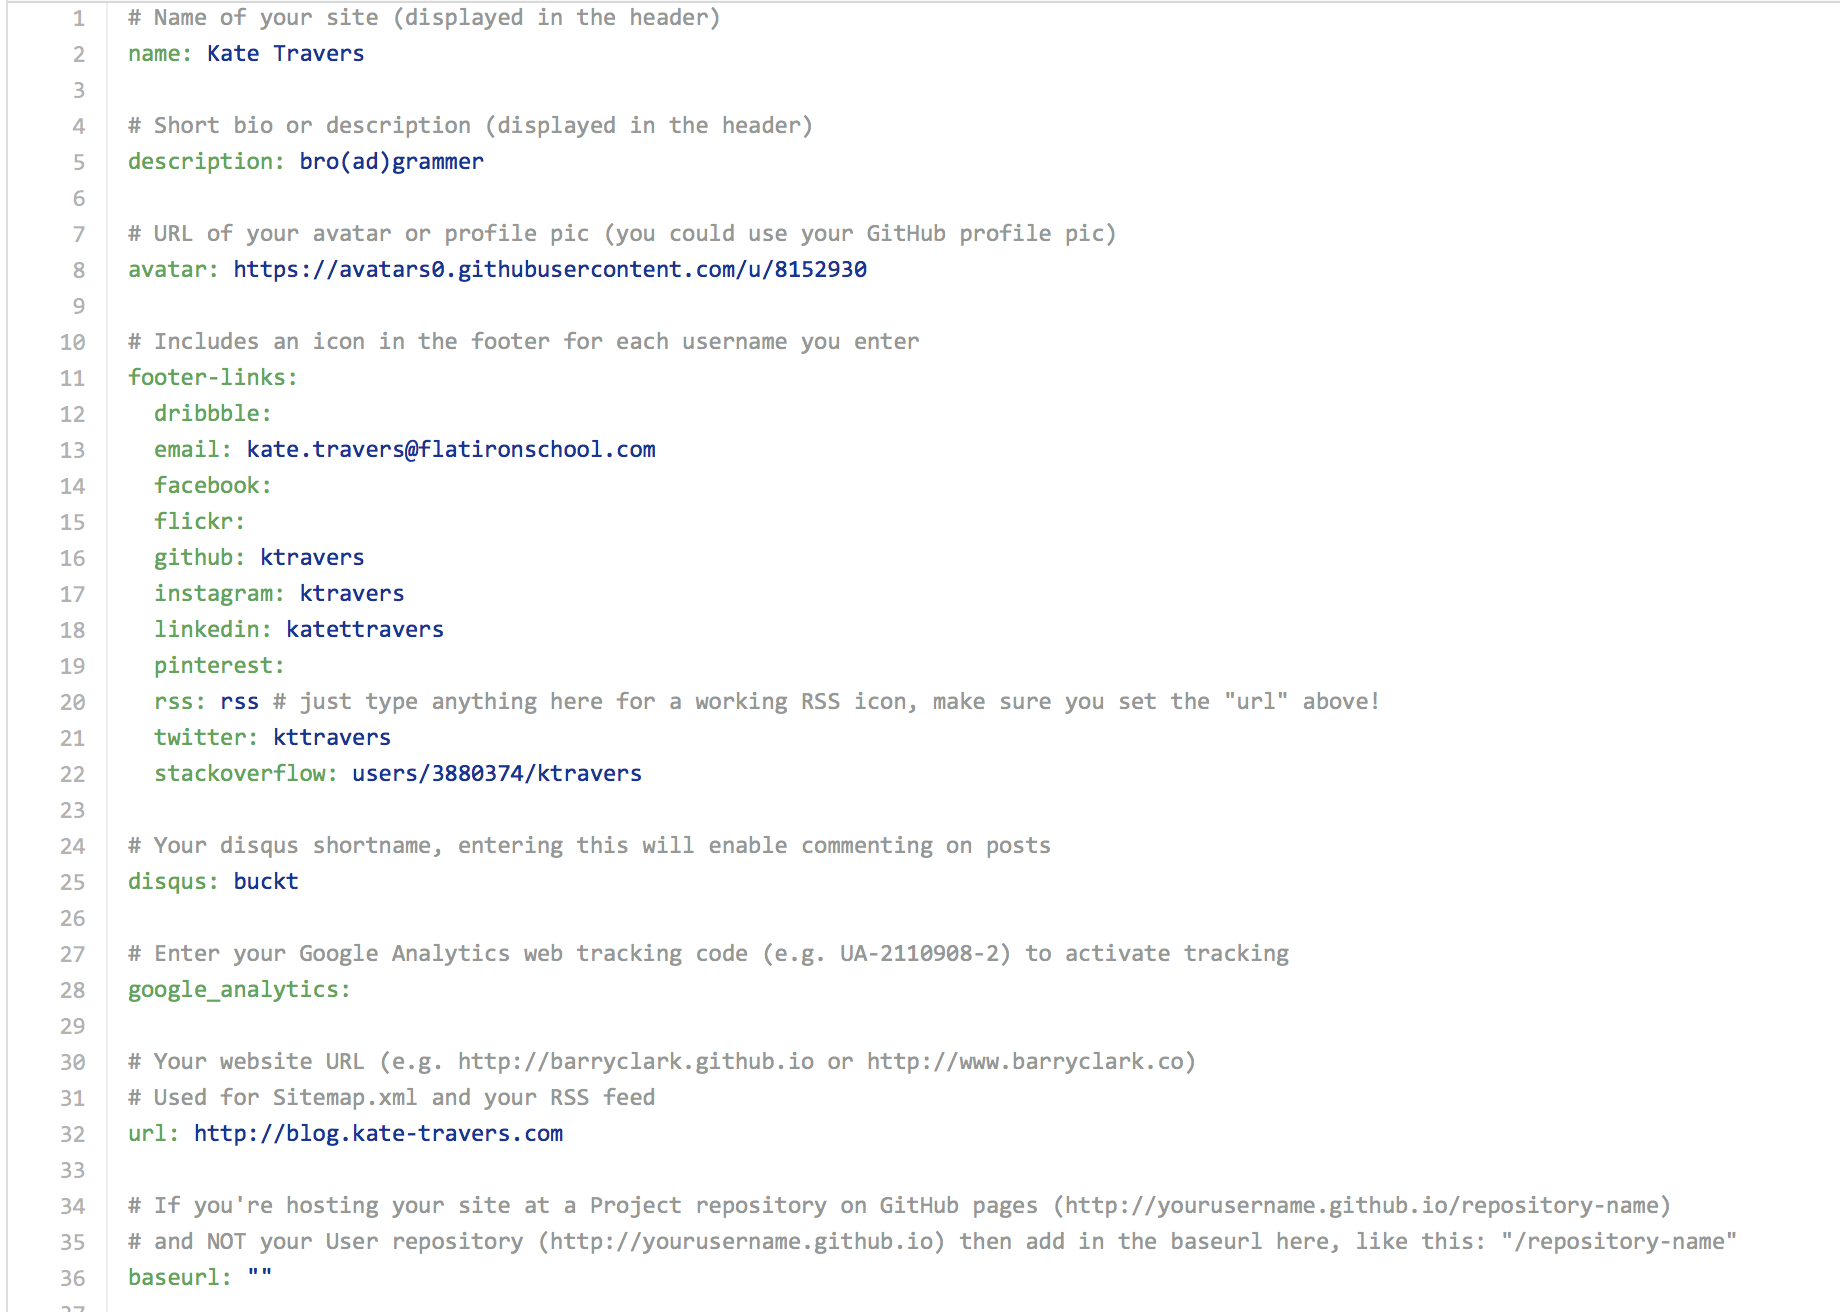 1 # Name of your site (displayed in the header)
2 name: Kate Travers
3
4 # Short bio or description (displayed in the header)
5 description: bro(ad)grammer
6
7 # URL of your avatar or profile pic (you could use your GitHub profile pic)
8 avatar: https://avatars0.githubusercontent.com/u/8152930
9
10 # Includes an icon in the footer for each username you enter
11 footer-links:
12   dribbble:
13   email: kate.travers@flatironschool.com
14   facebook:
15   flickr:
16   github: ktravers
17   instagram: ktravers
18   linkedin: katettravers
19   pinterest:
20   rss: rss # just type anything here for a working RSS icon, make sure you set the "url" above!
21   twitter: kttravers
22   stackoverflow: users/3880374/ktravers
23
24 # Your disqus shortname, entering this will enable commenting on posts
25 disqus: buckt
26
27 # Enter your Google Analytics web tracking code (e.g. UA-2110908-2) to activate tracking
28 google_analytics:
29
30 # Your website URL (e.g. http://barryclark.github.io or http://www.barryclark.co)
31 # Used for Sitemap.xml and your RSS feed
32 url: http://blog.kate-travers.com
33
34 # If you're hosting your site at a Project repository on GitHub pages (http://yourusername.github.io/repository-name)
35 # and NOT your User repository (http://yourusername.github.io) then add in the baseurl here, like this: "/repository-name"
36 baseurl: ""
37